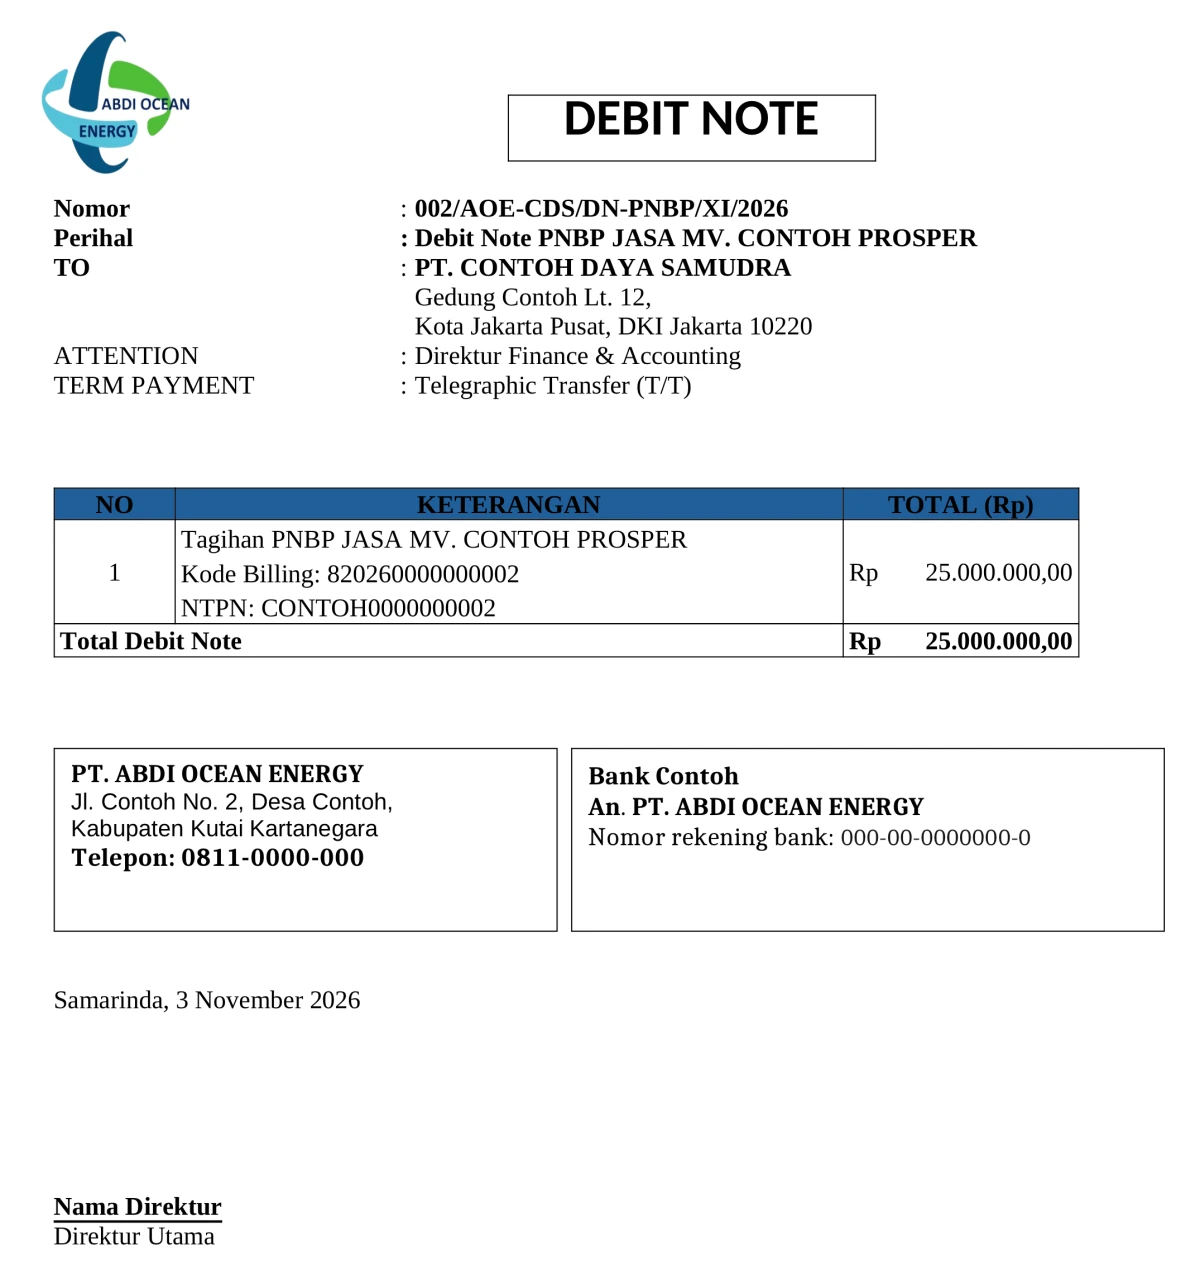 ABDI OCEAN
ENERGY
DEBIT NOTE
Nomor : 002/AOE-CDS/DN-PNBP/XI/2026
Perihal : Debit Note PNBP JASA MV. CONTOH PROSPER
TO : PT. CONTOH DAYA SAMUDRA
Gedung Contoh Lt. 12,
Kota Jakarta Pusat, DKI Jakarta 10220
ATTENTION : Direktur Finance & Accounting
TERM PAYMENT : Telegraphic Transfer (T/T)
NO KETERANGAN TOTAL (Rp)
Tagihan PNBP JASA MV. CONTOH PROSPER
1 Kode Billing: 820260000000002 Rp 25.000.000,00
NTPN: CONTOH0000000002
Total Debit Note Rp 25.000.000,00
PT. ABDI OCEAN ENERGY
Jl. Contoh No. 2, Desa Contoh,
Kabupaten Kutai Kartanegara
Telepon: 0811-0000-000
Bank Contoh
An. PT. ABDI OCEAN ENERGY
Nomor rekening bank: 000-00-0000000-0
Samarinda, 3 November 2026
Nama Direktur
Direktur Utama